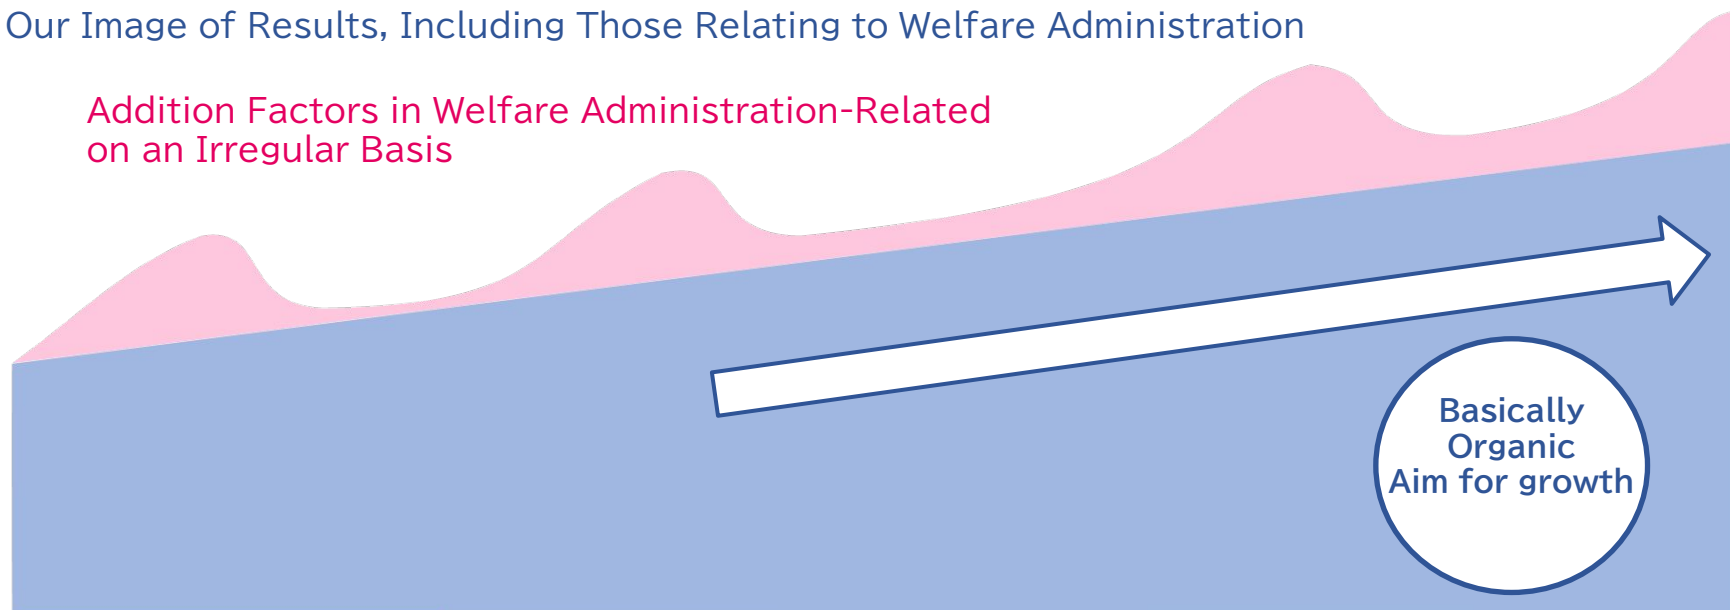 Our Image of Results, Including Those Relating to Welfare Administration
Addition Factors in Welfare Administration-Related
on an Irregular Basis
Basically
Organic
Aim for growth